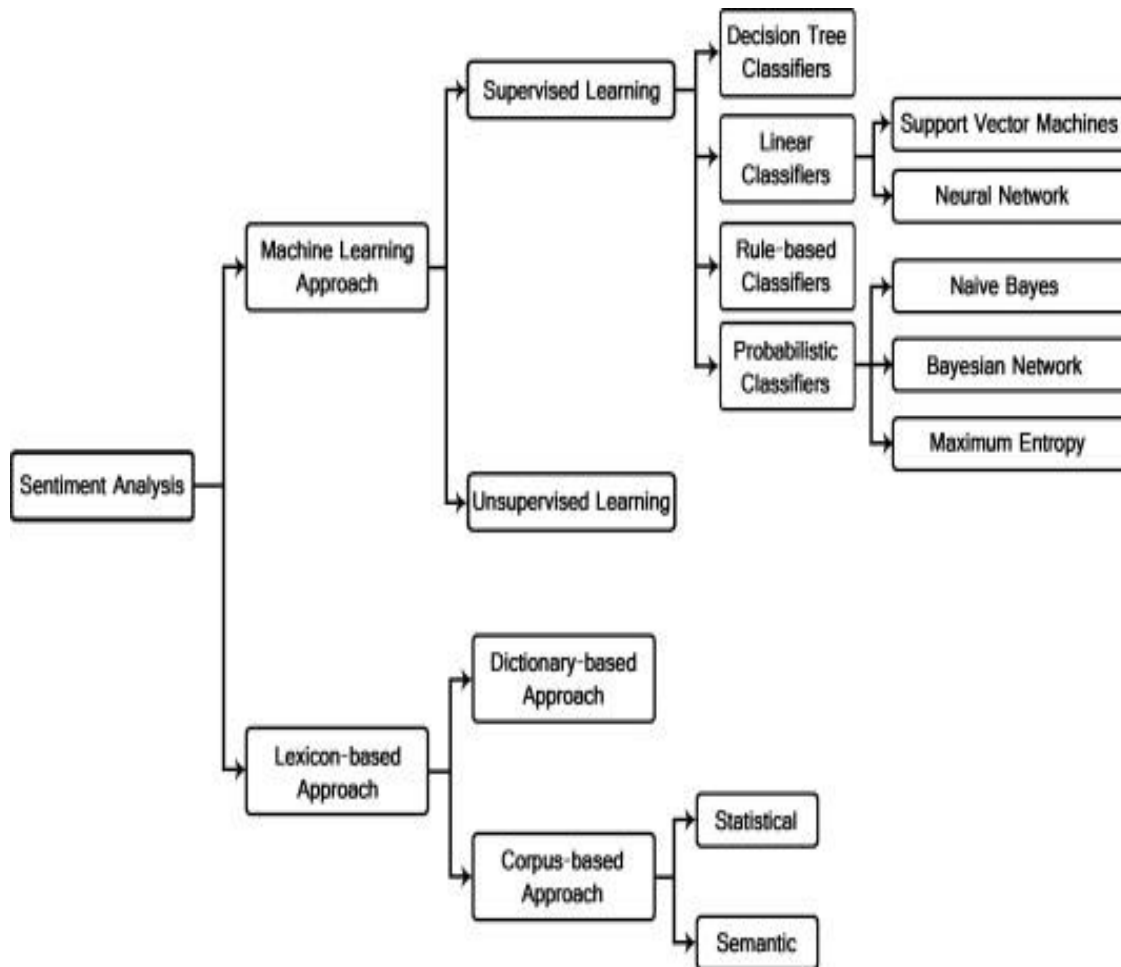 Decision Tree
Classifiers
Supervised Learning
Support Vector Machines
Linear
Classifiers
Neural Network
Machine Learning
Approach
Rule-based
Classifiers
Naive Bayes
Probabilistic
Classifiers
Bayesian Network
Maximum Entropy
Sentiment Analysis
Unsupervised Learning
Dictionary-based
Approach
Lexicon-based
Approach
Statistical
Corpus-based
Approach
Semantic